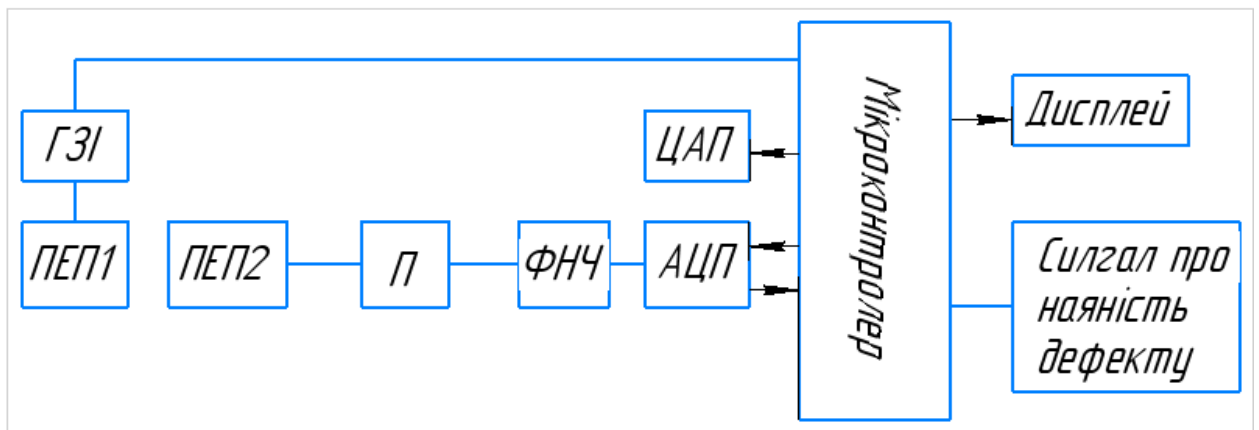 ГЗІ
ПЕП1
ПЕП2
П
ФНЧ
ЦАП
АЦП
Мікроконтролер
Дисплей
Силгал про
наяність
дефекту